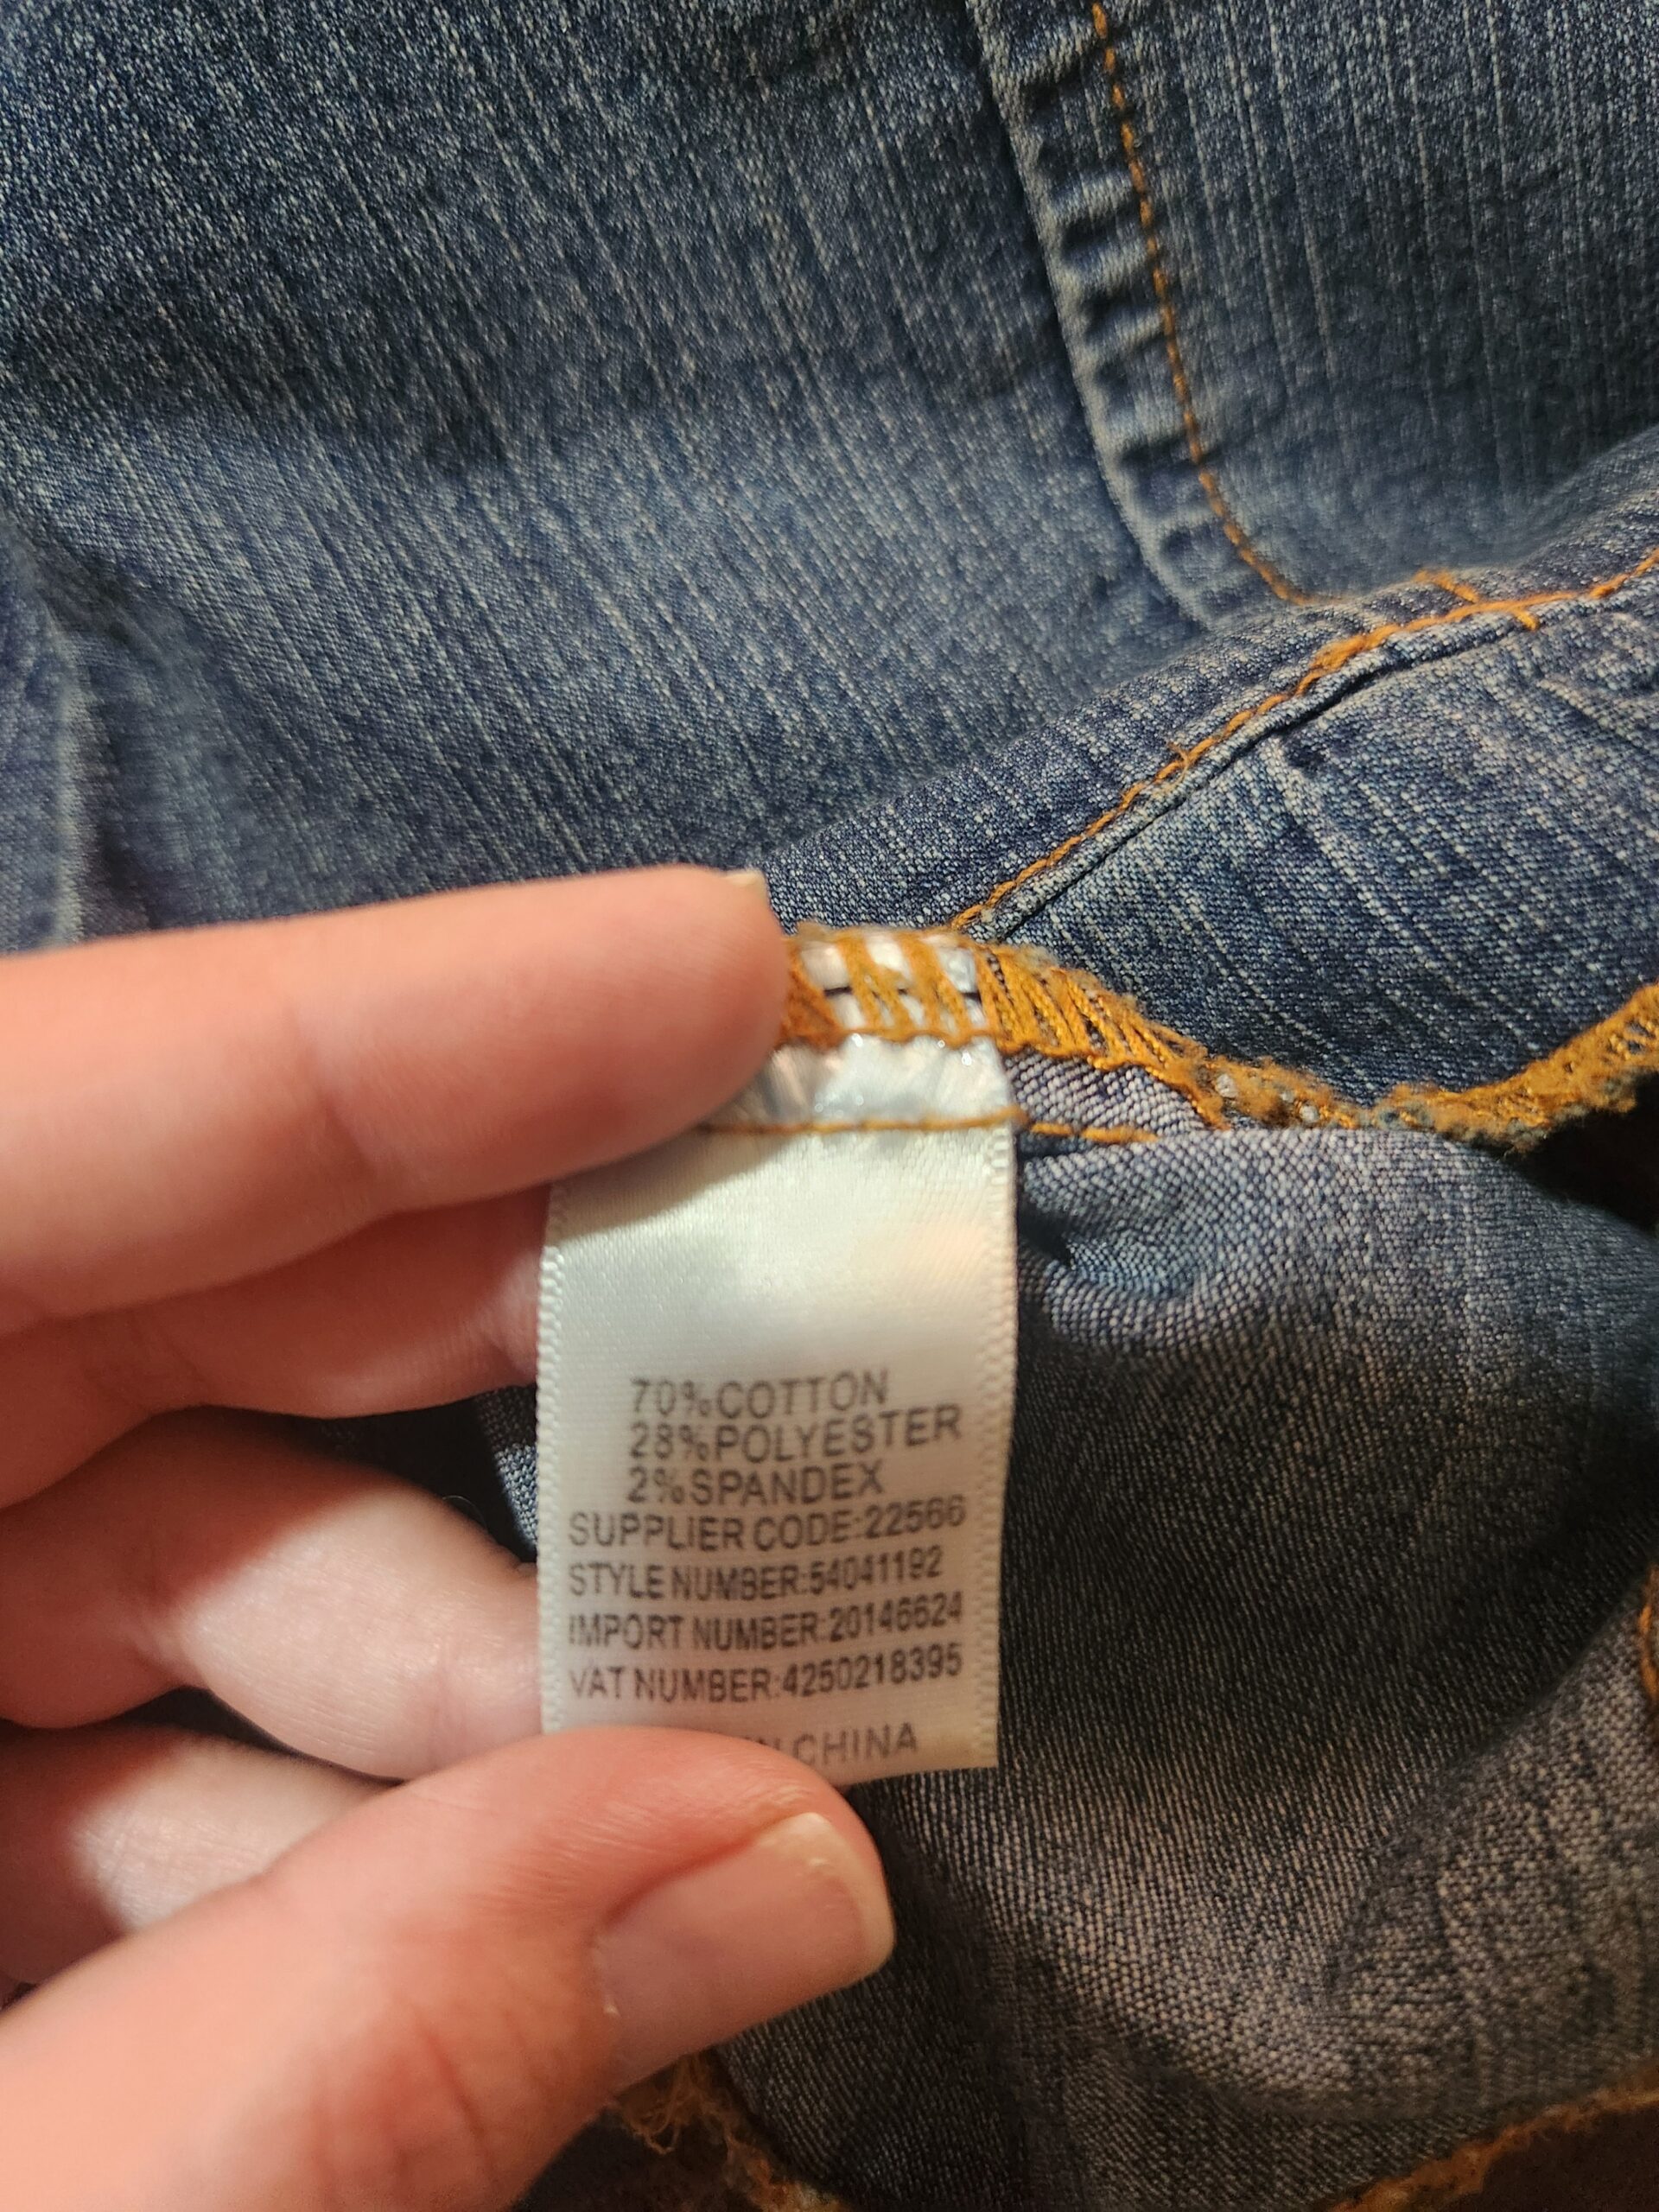 70%COTTON
28%POLYESTER
2%SPANDEX
SUPPLIER CODE:22566
STYLE NUMBER:54041192
IMPORT NUMBER:20146624
VAT NUMBER:4250218395
CHINA